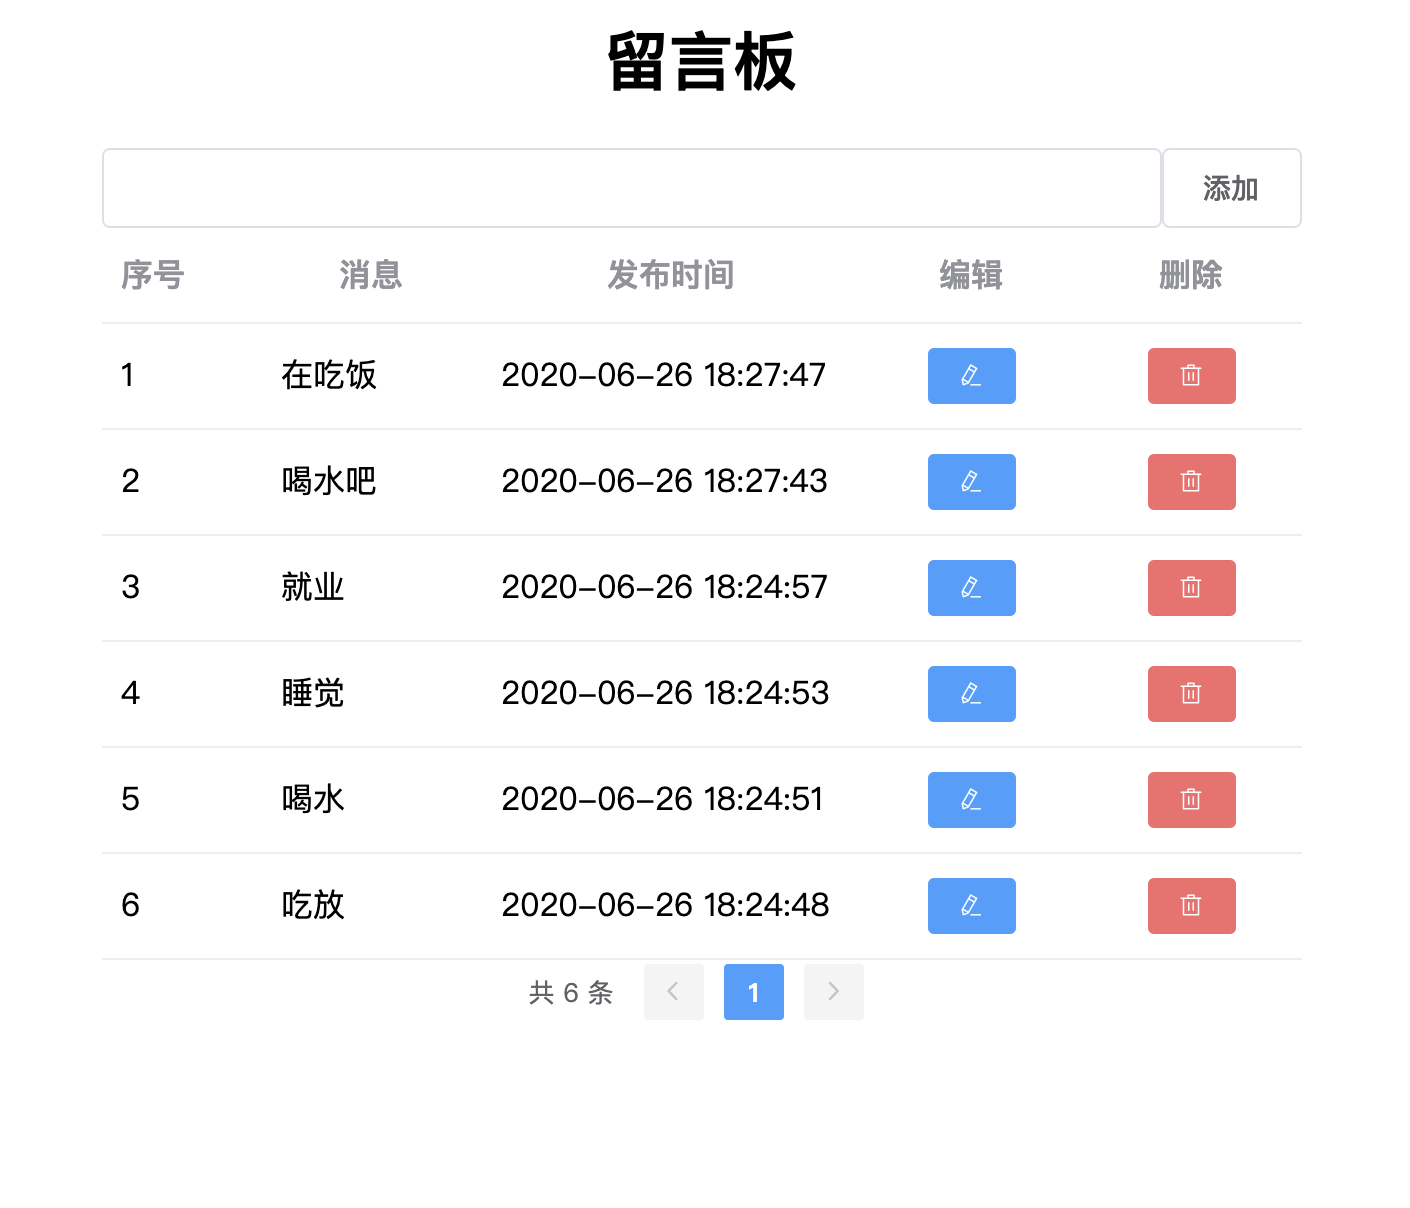 留言板
添加
序号 消息 发布时间 编辑 删除
1 在吃饭 2020-06-26 18:27:47
2 喝水吧 2020-06-26 18:27:43
3 就业 2020-06-26 18:24:57
4 睡觉 2020-06-26 18:24:53
5 喝水 2020-06-26 18:24:51
6 吃放 2020-06-26 18:24:48
共 6 条 1